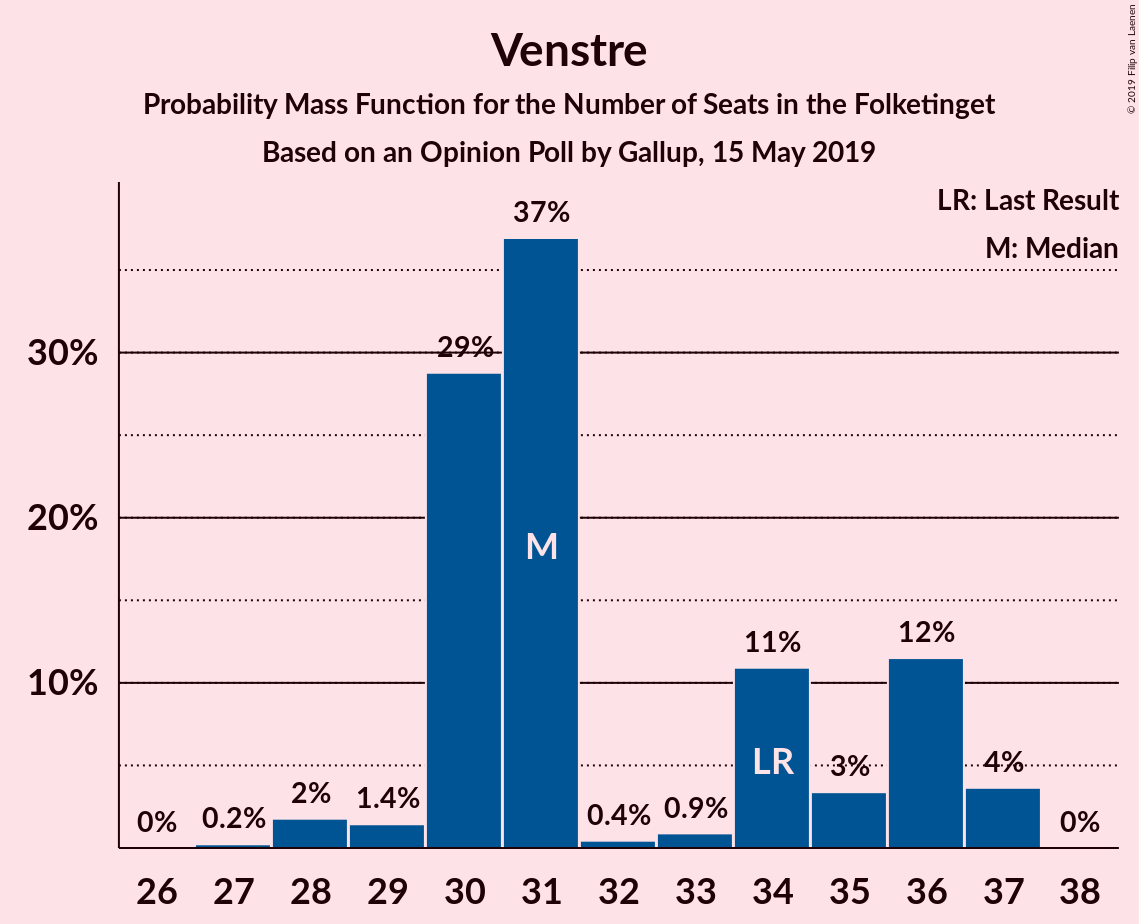 Venstre
Probability Mass Function for the Number of Seats in the Folketinget
Based on an Opinion Poll by Gallup, 15 May 2019
© 2019 Filip van Laenen
LR: Last Result
M: Median
30%
20%
10%
0%
0.2%
2%
1.4%
29%
37%
M
0.4%
0.9%
11%
LR
3%
12%
4%
0%
26 27 28 29 30 31 32 33 34 35 36 37 38